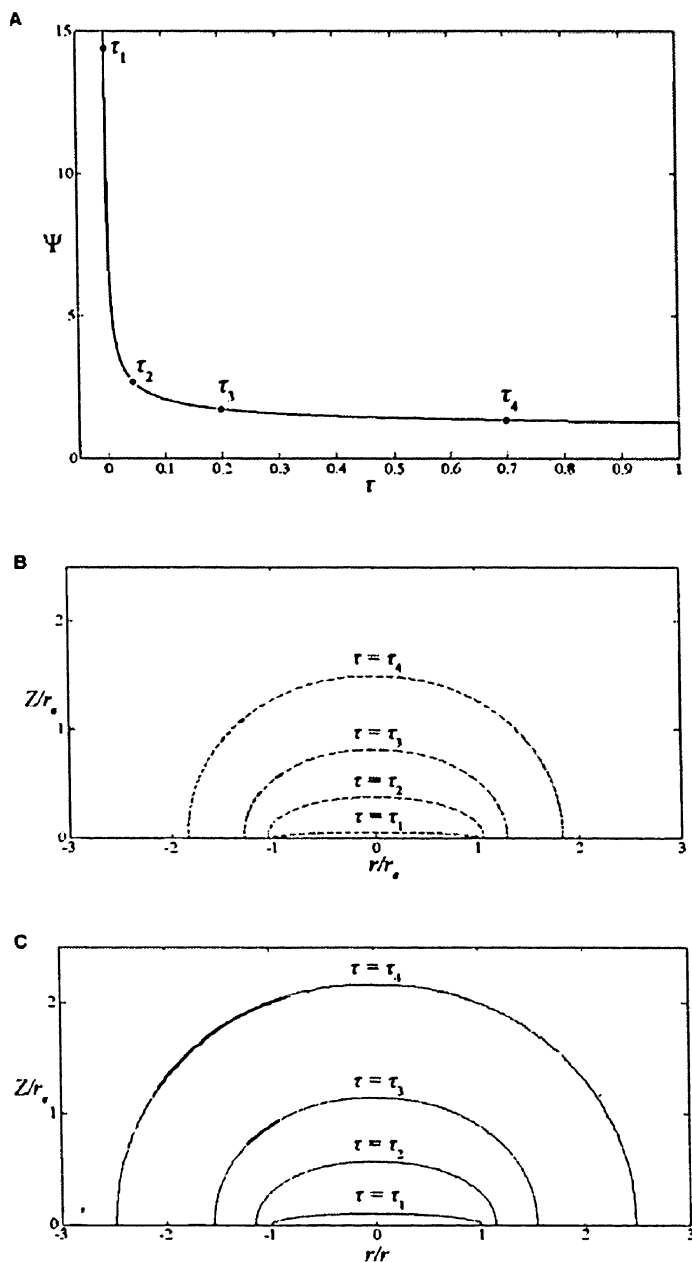 A
15
τ1
10
Ψ
5
τ2
τ3
τ4
0
0 0.1 0.2 0.3 0.4 0.5 0.6 0.7 0.8 0.9 1
τ
B
2
τ = τ4
Z/re
1
τ = τ3
τ = τ2
τ = τ1
0
-3 -2 -1 0 1 2 3
r/re
C
τ = τ4
2
Z/re
τ = τ3
1
τ = τ2
τ = τ1
0
-3 -2 -1 0 1 2 3
r/r